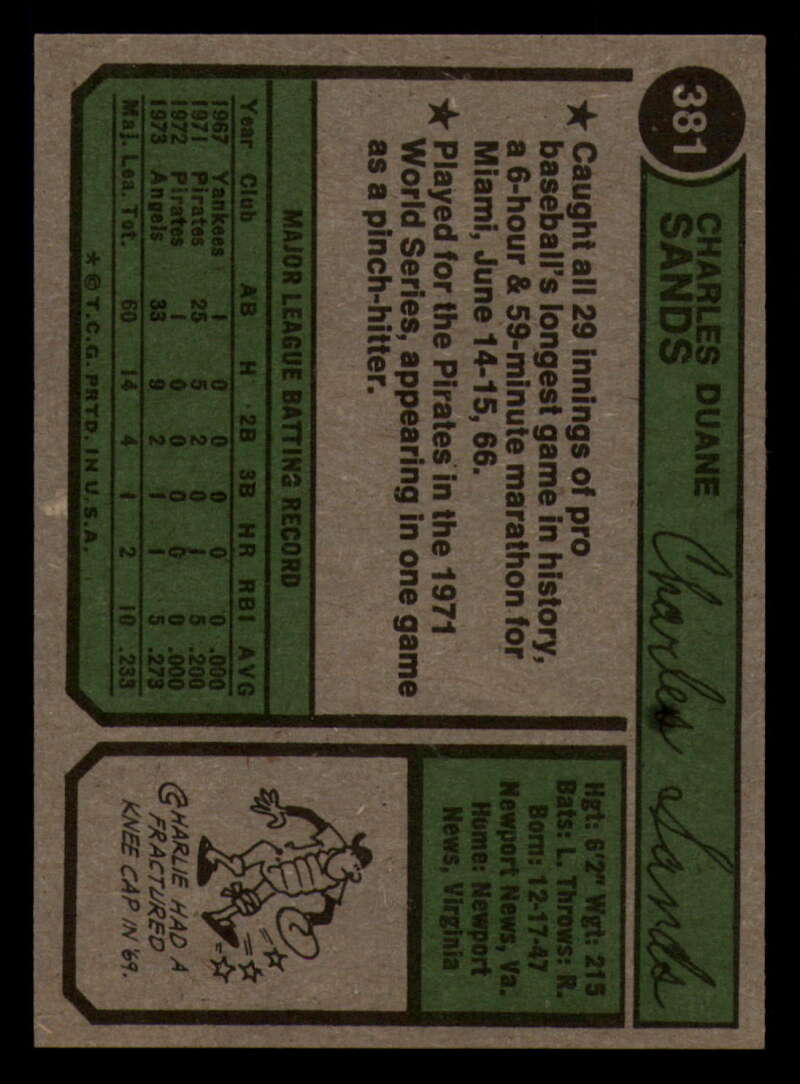 381
CHARLES DUANE
SANDS
Charles Sands
★ Caught all 29 innings of pro
baseball's longest game in history,
a 6-hour & 59-minute marathon for
Miami, June 14-15, 66.
★ Played for the Pirates in the 1971
World Series, appearing in one game
as a pinch-hitter.
MAJOR LEAGUE BATTING RECORD
Year Club AB H 2B 3B HR RBI AVG
1967 Yankees 1 0 0 0 0 0 .000
1971 Pirates 25 5 2 0 1 5 .200
1972 Pirates 1 0 0 0 0 0 .000
1973 Angels 33 9 2 1 1 5 .273
Maj. Lea. Tot. 60 14 4 1 2 10 .233
* © T.C.G. PRTD. IN U.S.A.
Hgt: 6'2" Wgt: 215
Bats: L. Throws: R.
Born: 12-17-47
Newport News, Va.
Home: Newport
News, Virginia
CHARLIE HAD A
FRACTURED
KNEE CAP IN '69.